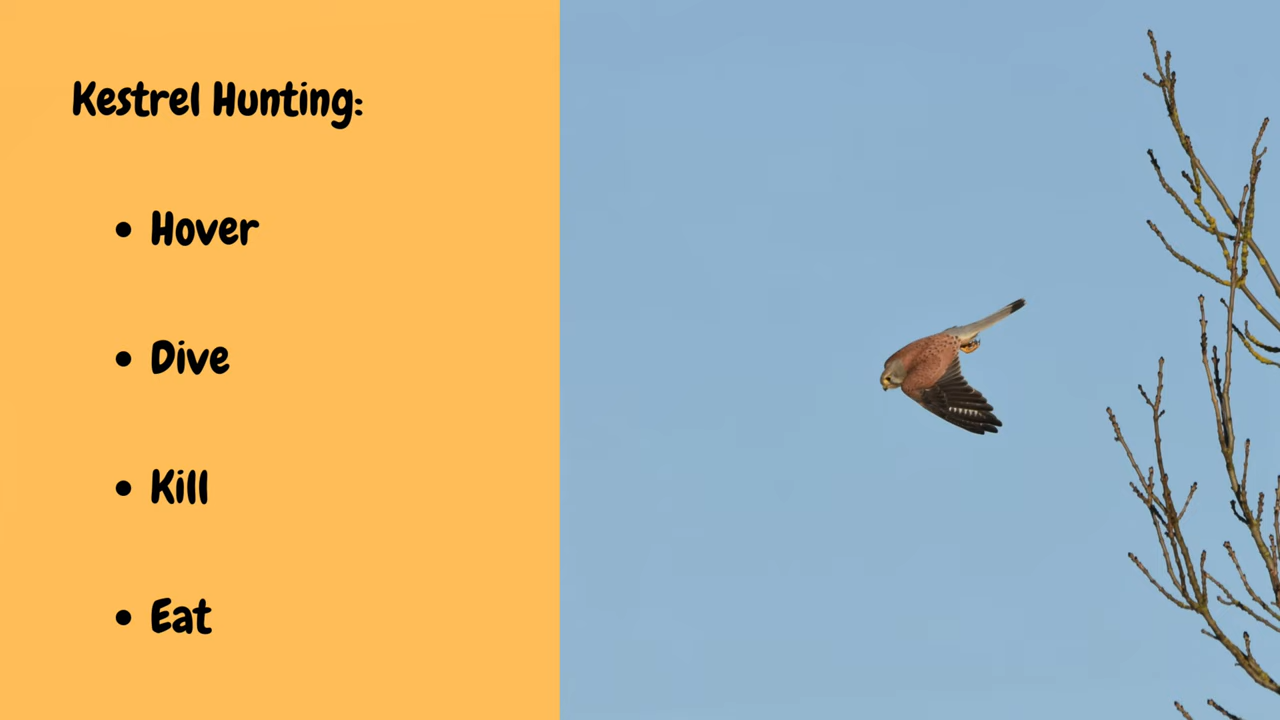 Kestrel Hunting:
• Hover
• Dive
• Kill
• Eat